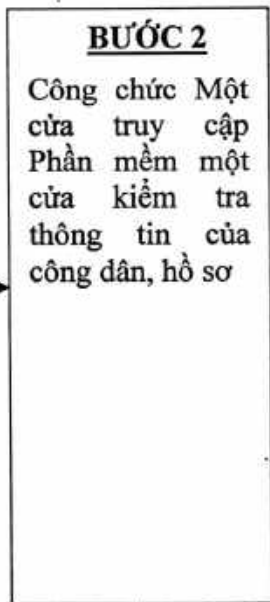 BƯỚC 2
Công chức Một
cửa truy cập
Phần mềm một
cửa kiểm tra
thông tin của
công dân, hồ sơ